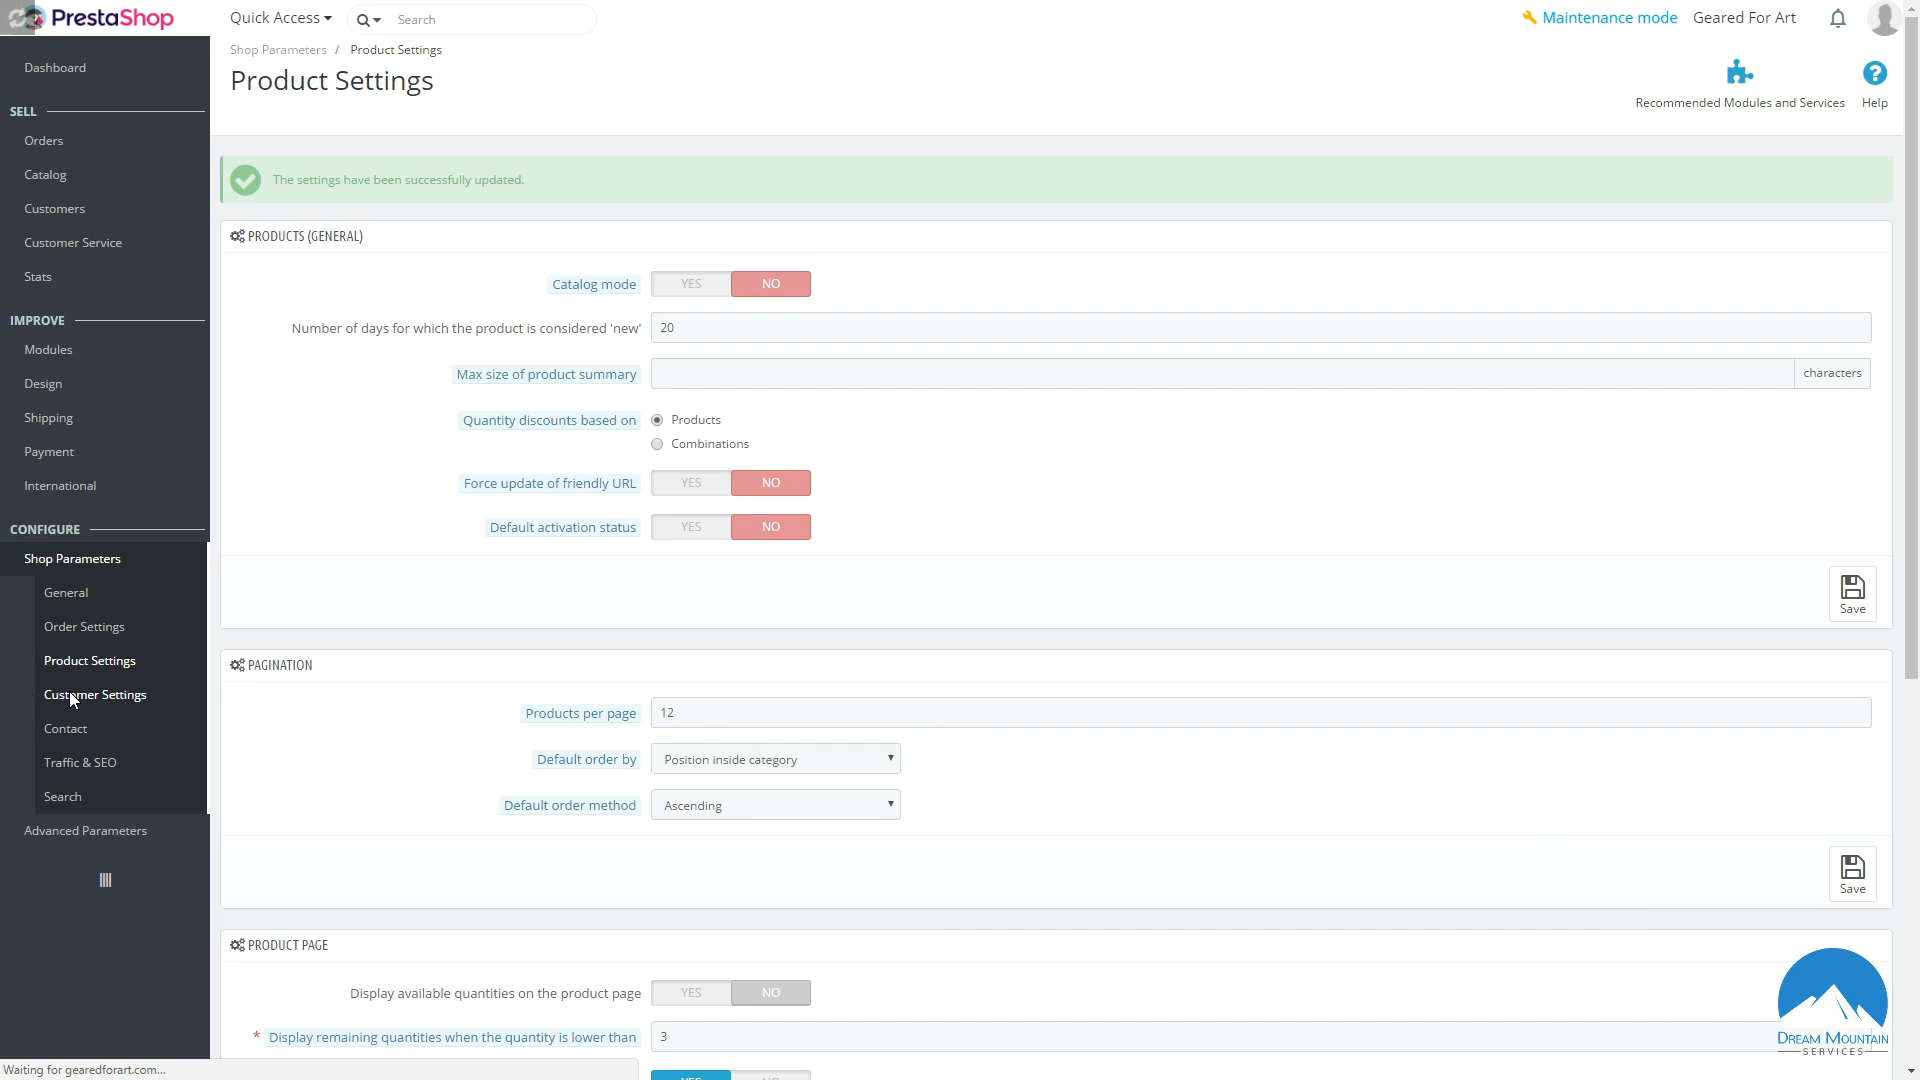 PrestaShop
Quick Access
Search
Maintenance mode
Geared For Art
Shop Parameters / Product Settings
Product Settings
Recommended Modules and Services
Help
Dashboard
SELL
Orders
Catalog
Customers
Customer Service
Stats
IMPROVE
Modules
Design
Shipping
Payment
International
CONFIGURE
Shop Parameters
General
Order Settings
Product Settings
Customer Settings
Contact
Traffic & SEO
Search
Advanced Parameters
The settings have been successfully updated.
PRODUCTS (GENERAL)
Catalog mode YES NO
Number of days for which the product is considered 'new' 20
Max size of product summary characters
Quantity discounts based on Products
Combinations
Force update of friendly URL YES NO
Default activation status YES NO
Save
PAGINATION
Products per page 12
Default order by Position inside category
Default order method Ascending
Save
PRODUCT PAGE
Display available quantities on the product page YES NO
* Display remaining quantities when the quantity is lower than 3
YES NO
DREAM MOUNTAIN
SERVICES
Waiting for gearedforart.com...